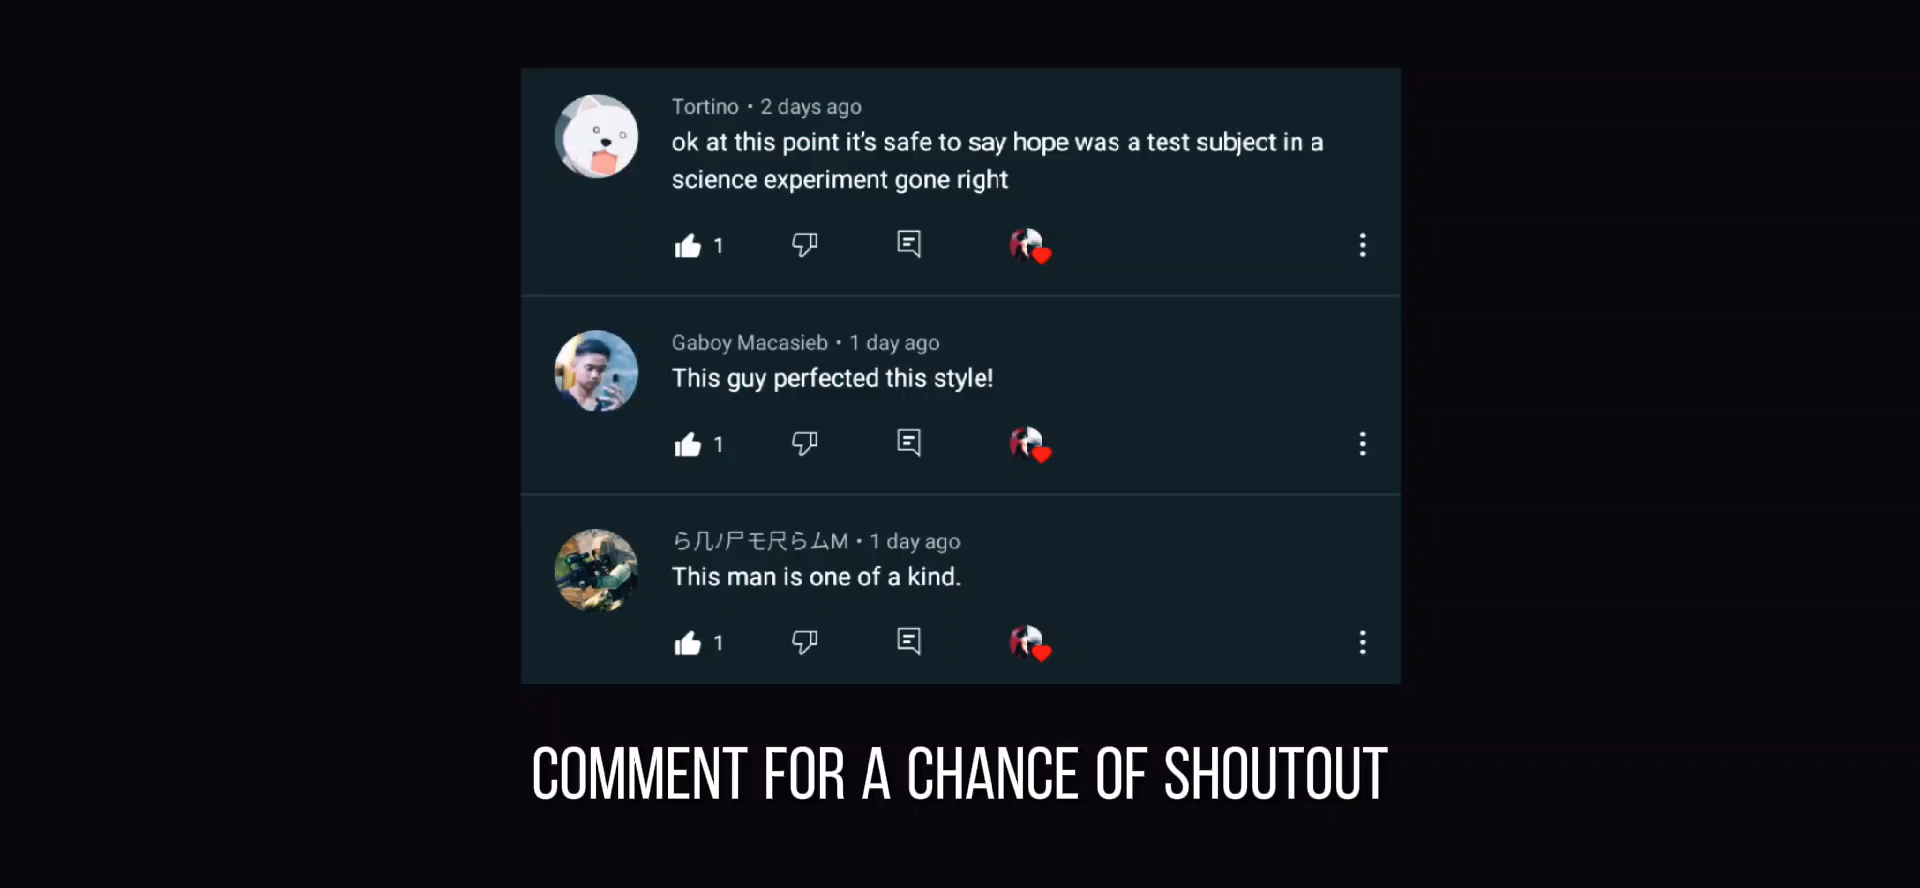 Tortino • 2 days ago
ok at this point it's safe to say hope was a test subject in a
science experiment gone right
1
Gaboy Macasieb • 1 day ago
This guy perfected this style!
1
ら几ﾉ尸モ尺らムM • 1 day ago
This man is one of a kind.
1
COMMENT FOR A CHANCE OF SHOUTOUT